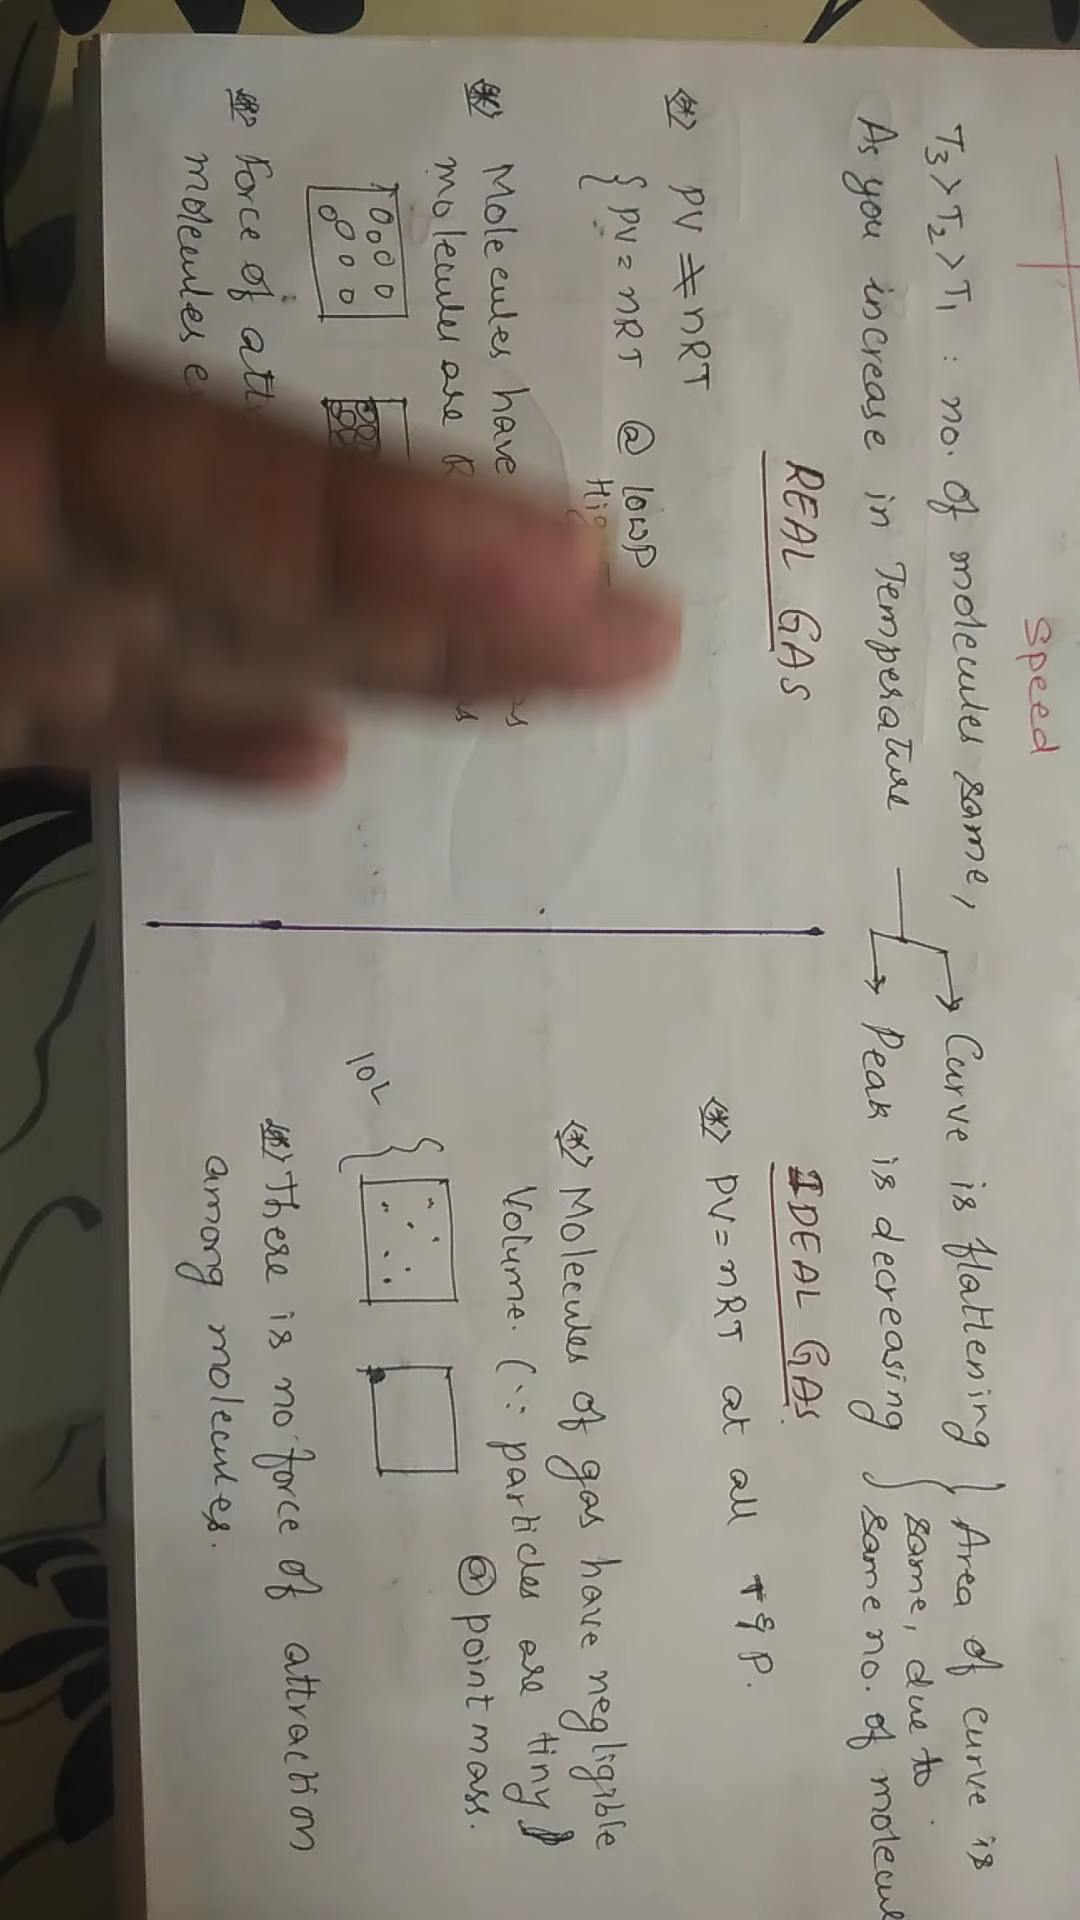 Speed
T3 > T2 > T1 : no. of molecules same, → Curve is flattening } Area of curve is
As you increase in Temperature → Peak is decreasing } same, due to
same no. of molecul
REAL GAS
(*) PV ≠ nRT
{ PV = nRT @ low P
(*) Molecules have
molecules are
(*) Force of
molecules
IDEAL GAS.
(*) PV = nRT at all T & P.
(*) Molecules of gas have negligible
Volume. (∵ particles are tiny
or point mass.
10L {
(*) There is no force of attraction
among molecules.